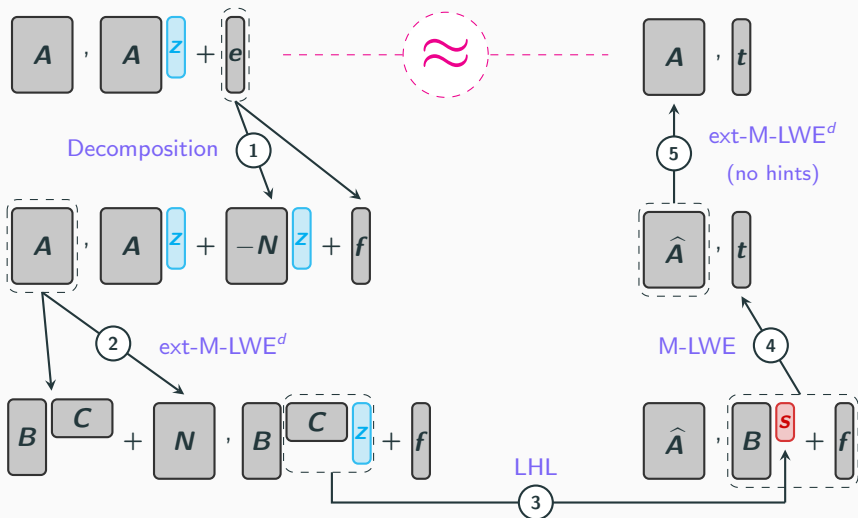 A , A z + e ≈ A , t
Decomposition 1 5 ext-M-LWE^d
(no hints)
A , A z + −N z + f Â , t
2 ext-M-LWE^d M-LWE 4
B C + N , B C z + f Â , B s + f
LHL
3